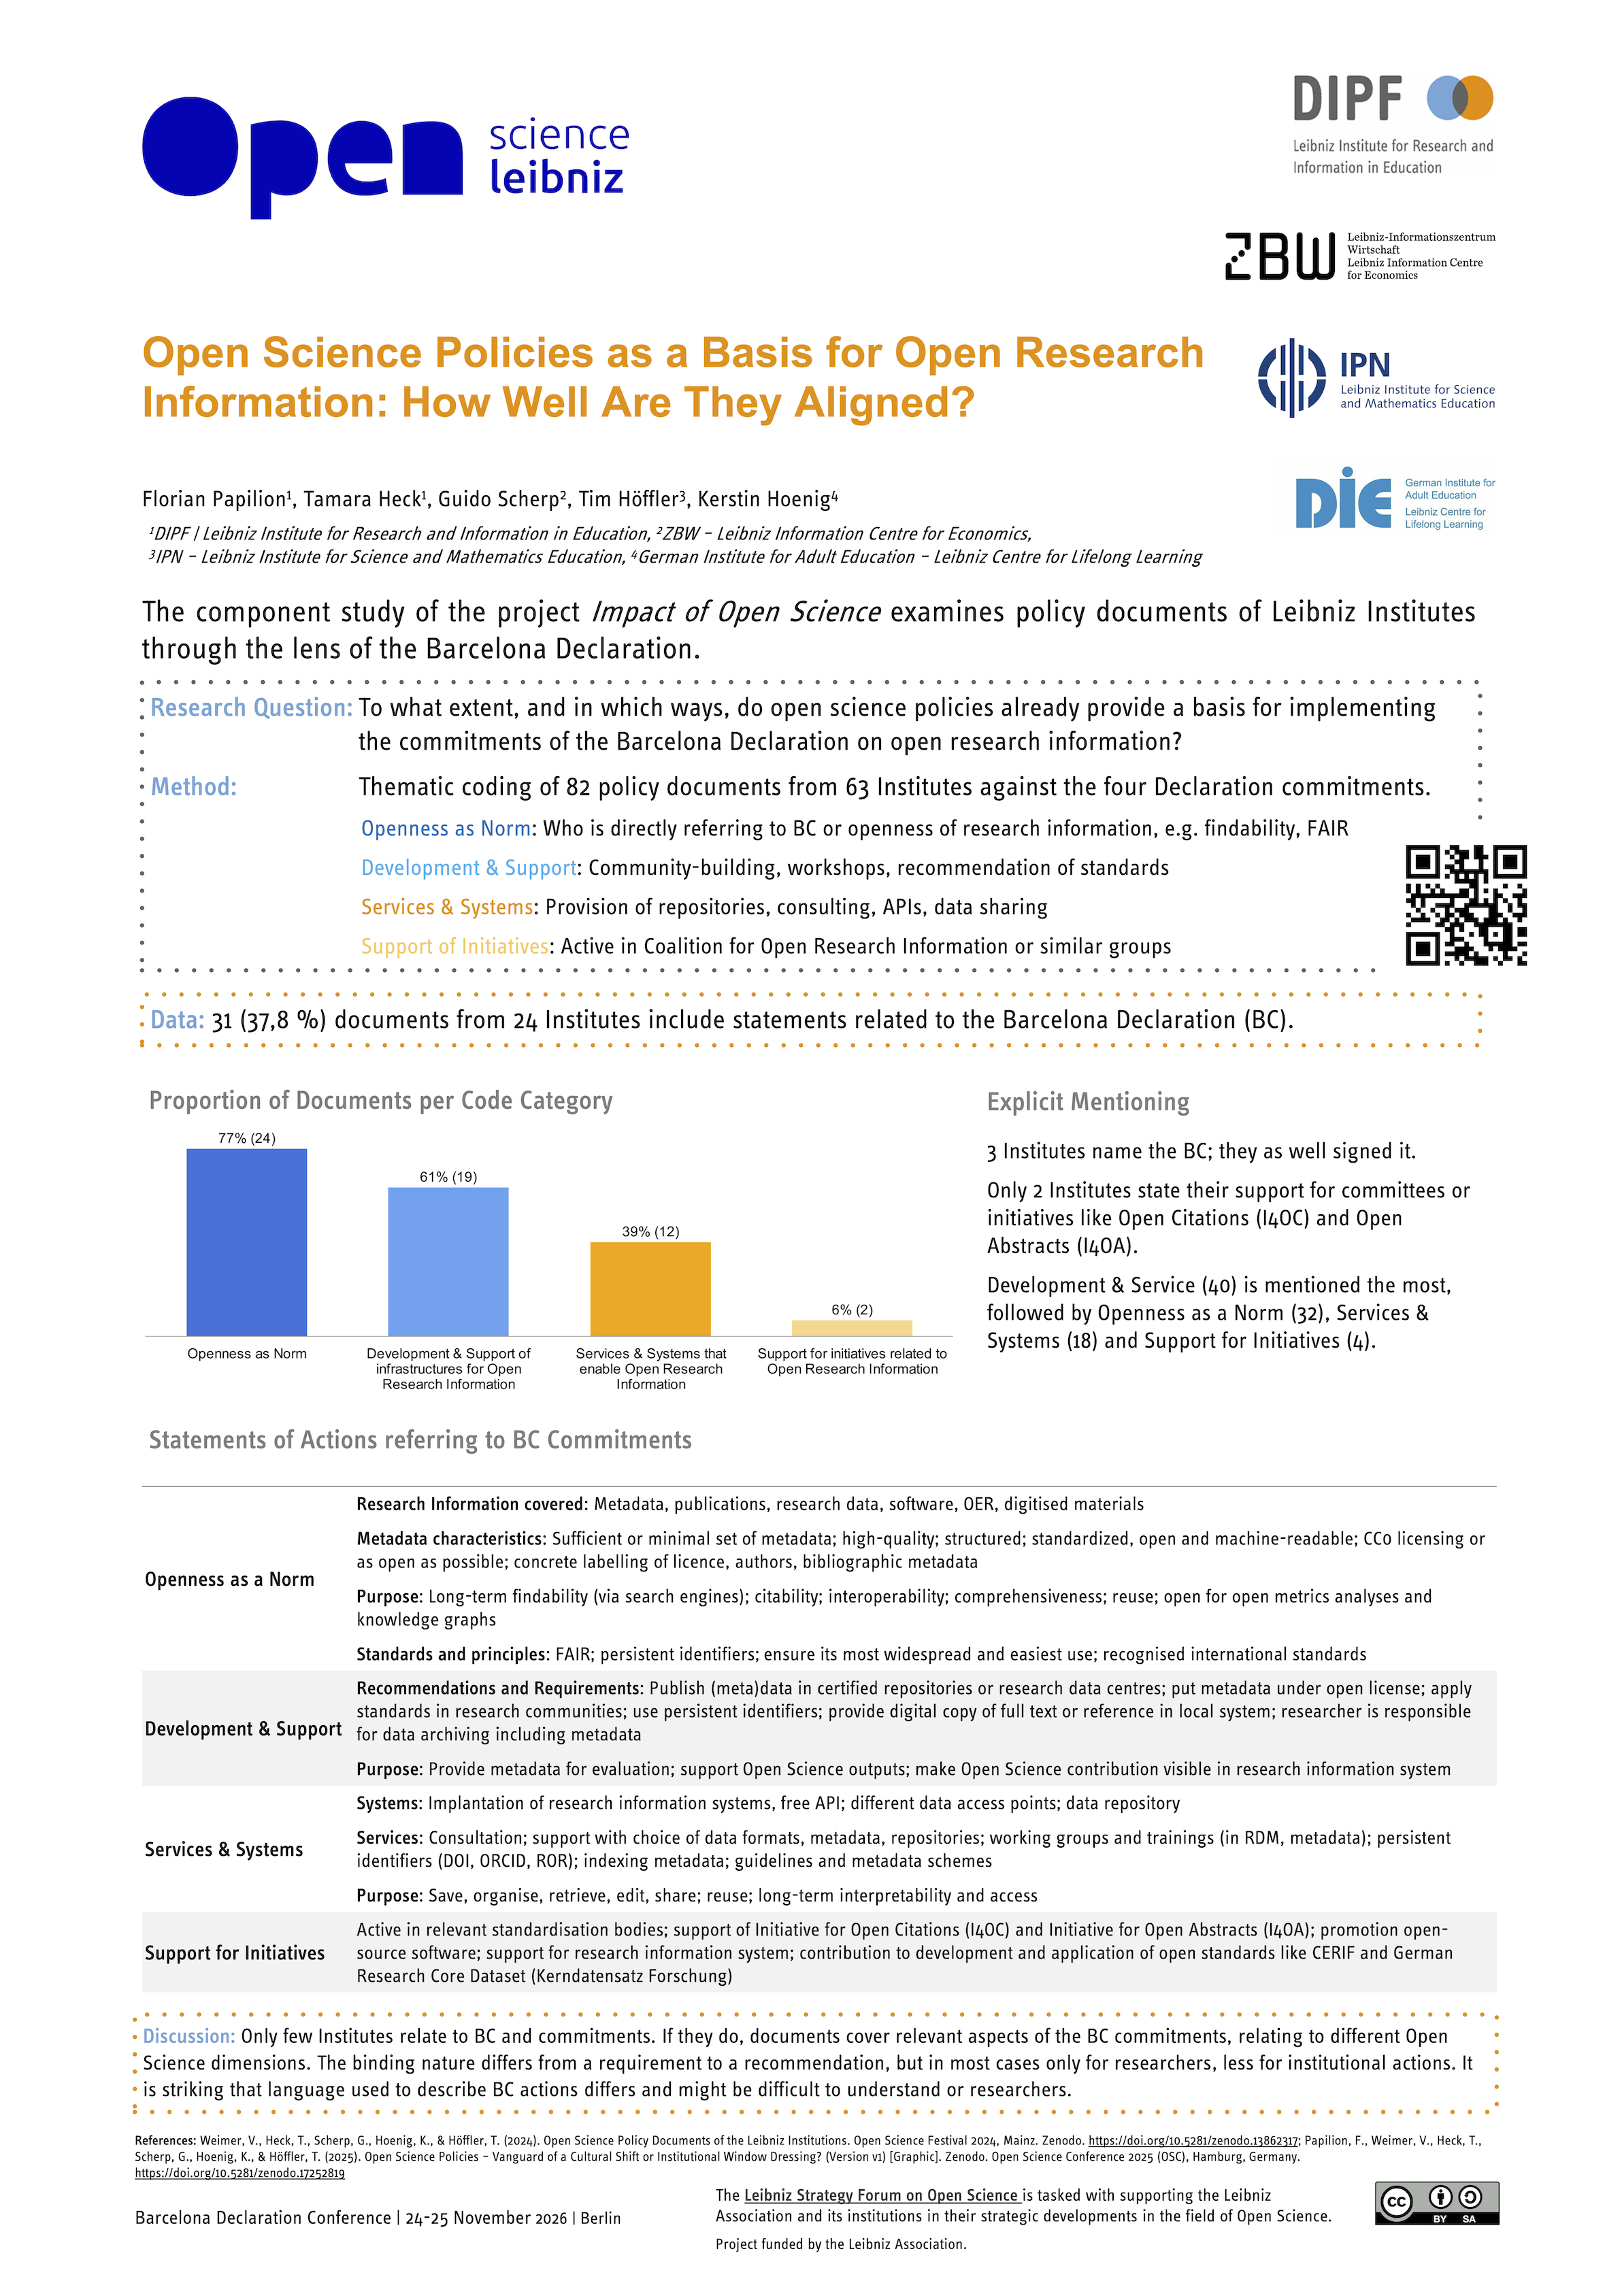 Open science
leibniz
DIPF
Leibniz Institute for Research and
Information in Education
ZBW
Leibniz-Informationszentrum
Wirtschaft
Leibniz Information Centre
for Economics
Open Science Policies as a Basis for Open Research
Information: How Well Are They Aligned?
IPN
Leibniz Institute for Science
and Mathematics Education
DIE
German Institute for
Adult Education
Leibniz Centre for
Lifelong Learning
Florian Papilion¹, Tamara Heck¹, Guido Scherp², Tim Höffler³, Kerstin Hoenig⁴
¹DIPF | Leibniz Institute for Research and Information in Education, ²ZBW – Leibniz Information Centre for Economics,
³IPN – Leibniz Institute for Science and Mathematics Education, ⁴German Institute for Adult Education – Leibniz Centre for Lifelong Learning
The component study of the project Impact of Open Science examines policy documents of Leibniz Institutes
through the lens of the Barcelona Declaration.
Research Question: To what extent, and in which ways, do open science policies already provide a basis for implementing
the commitments of the Barcelona Declaration on open research information?
Method: Thematic coding of 82 policy documents from 63 Institutes against the four Declaration commitments.
Openness as Norm: Who is directly referring to BC or openness of research information, e.g. findability, FAIR
Development & Support: Community-building, workshops, recommendation of standards
Services & Systems: Provision of repositories, consulting, APIs, data sharing
Support of Initiatives: Active in Coalition for Open Research Information or similar groups
Data: 31 (37,8 %) documents from 24 Institutes include statements related to the Barcelona Declaration (BC).
Proportion of Documents per Code Category
77% (24)
61% (19)
39% (12)
6% (2)
Openness as Norm
Development & Support of
infrastructures for Open
Research Information
Services & Systems that
enable Open Research
Information
Support for initiatives related to
Open Research Information
Explicit Mentioning
3 Institutes name the BC; they as well signed it.
Only 2 Institutes state their support for committees or
initiatives like Open Citations (I4OC) and Open
Abstracts (I4OA).
Development & Service (40) is mentioned the most,
followed by Openness as a Norm (32), Services &
Systems (18) and Support for Initiatives (4).
Statements of Actions referring to BC Commitments
Openness as a Norm
Research Information covered: Metadata, publications, research data, software, OER, digitised materials
Metadata characteristics: Sufficient or minimal set of metadata; high-quality; structured; standardized, open and machine-readable; CC0 licensing or
as open as possible; concrete labelling of licence, authors, bibliographic metadata
Purpose: Long-term findability (via search engines); citability; interoperability; comprehensiveness; reuse; open for open metrics analyses and
knowledge graphs
Standards and principles: FAIR; persistent identifiers; ensure its most widespread and easiest use; recognised international standards
Development & Support
Recommendations and Requirements: Publish (meta)data in certified repositories or research data centres; put metadata under open license; apply
standards in research communities; use persistent identifiers; provide digital copy of full text or reference in local system; researcher is responsible
for data archiving including metadata
Purpose: Provide metadata for evaluation; support Open Science outputs; make Open Science contribution visible in research information system
Services & Systems
Systems: Implantation of research information systems, free API; different data access points; data repository
Services: Consultation; support with choice of data formats, metadata, repositories; working groups and trainings (in RDM, metadata); persistent
identifiers (DOI, ORCID, ROR); indexing metadata; guidelines and metadata schemes
Purpose: Save, organise, retrieve, edit, share; reuse; long-term interpretability and access
Support for Initiatives
Active in relevant standardisation bodies; support of Initiative for Open Citations (I4OC) and Initiative for Open Abstracts (I4OA); promotion open-
source software; support for research information system; contribution to development and application of open standards like CERIF and German
Research Core Dataset (Kerndatensatz Forschung)
Discussion: Only few Institutes relate to BC and commitments. If they do, documents cover relevant aspects of the BC commitments, relating to different Open
Science dimensions. The binding nature differs from a requirement to a recommendation, but in most cases only for researchers, less for institutional actions. It
is striking that language used to describe BC actions differs and might be difficult to understand or researchers.
References: Weimer, V., Heck, T., Scherp, G., Hoenig, K., & Höffler, T. (2024). Open Science Policy Documents of the Leibniz Institutions. Open Science Festival 2024, Mainz. Zenodo. https://doi.org/10.5281/zenodo.13862317; Papilion, F., Weimer, V., Heck, T.,
Scherp, G., Hoenig, K., & Höffler, T. (2025). Open Science Policies – Vanguard of a Cultural Shift or Institutional Window Dressing? (Version v1) [Graphic]. Zenodo. Open Science Conference 2025 (OSC), Hamburg, Germany.
https://doi.org/10.5281/zenodo.17252819
Barcelona Declaration Conference | 24-25 November 2026 | Berlin
The Leibniz Strategy Forum on Open Science is tasked with supporting the Leibniz
Association and its institutions in their strategic developments in the field of Open Science.
Project funded by the Leibniz Association.
CC BY SA